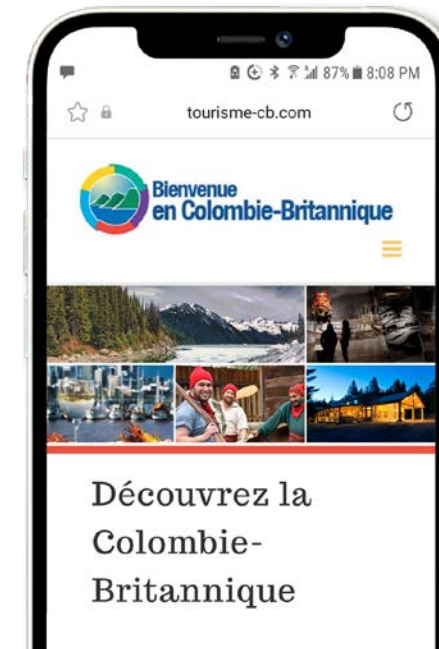 87% 8:08 PM
tourisme-cb.com
Bienvenue
en Colombie-Britannique
Découvrez la
Colombie-
Britannique